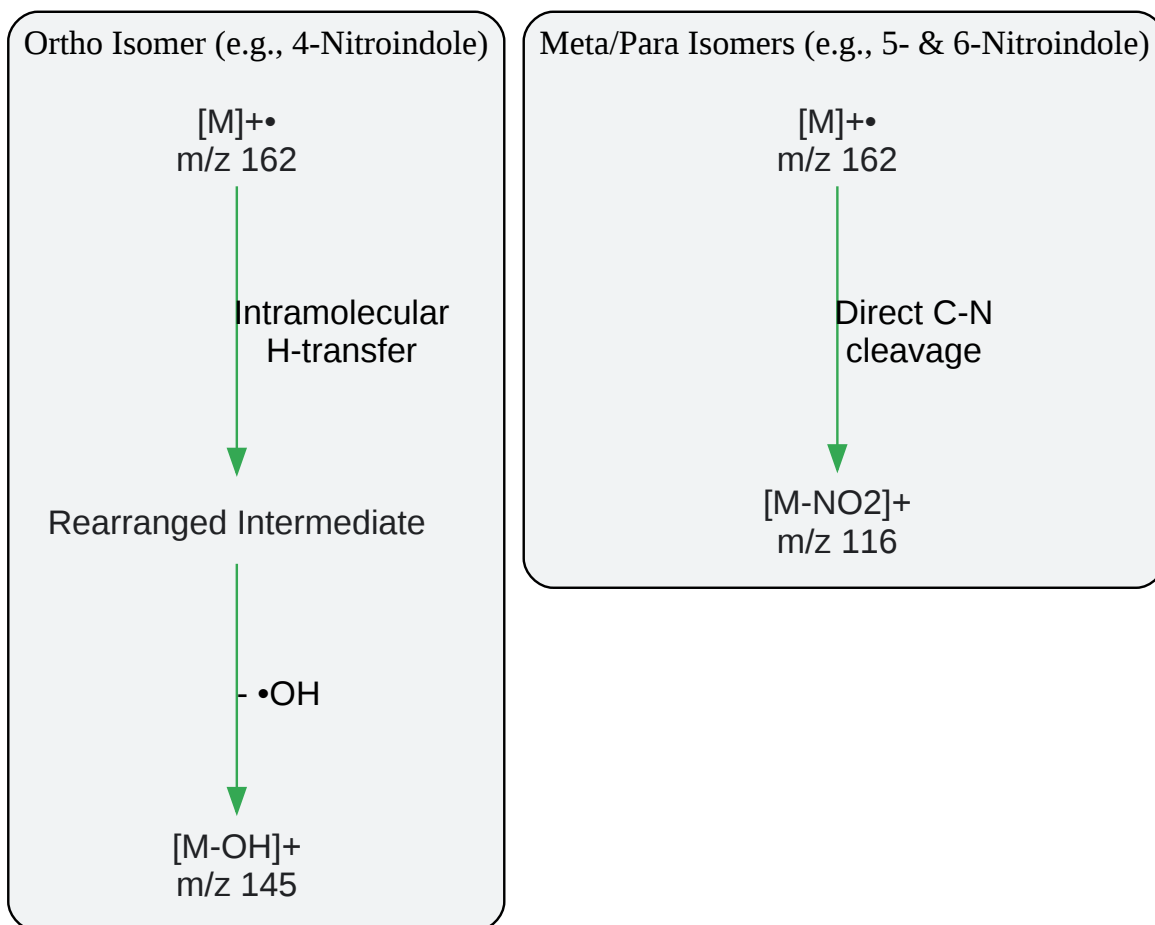 Ortho Isomer (e.g., 4-Nitroindole)
[M]+•
m/z 162
Intramolecular
H-transfer
Rearranged Intermediate
- •OH
[M-OH]+
m/z 145
Meta/Para Isomers (e.g., 5- & 6-Nitroindole)
[M]+•
m/z 162
Direct C-N
cleavage
[M-NO2]+
m/z 116